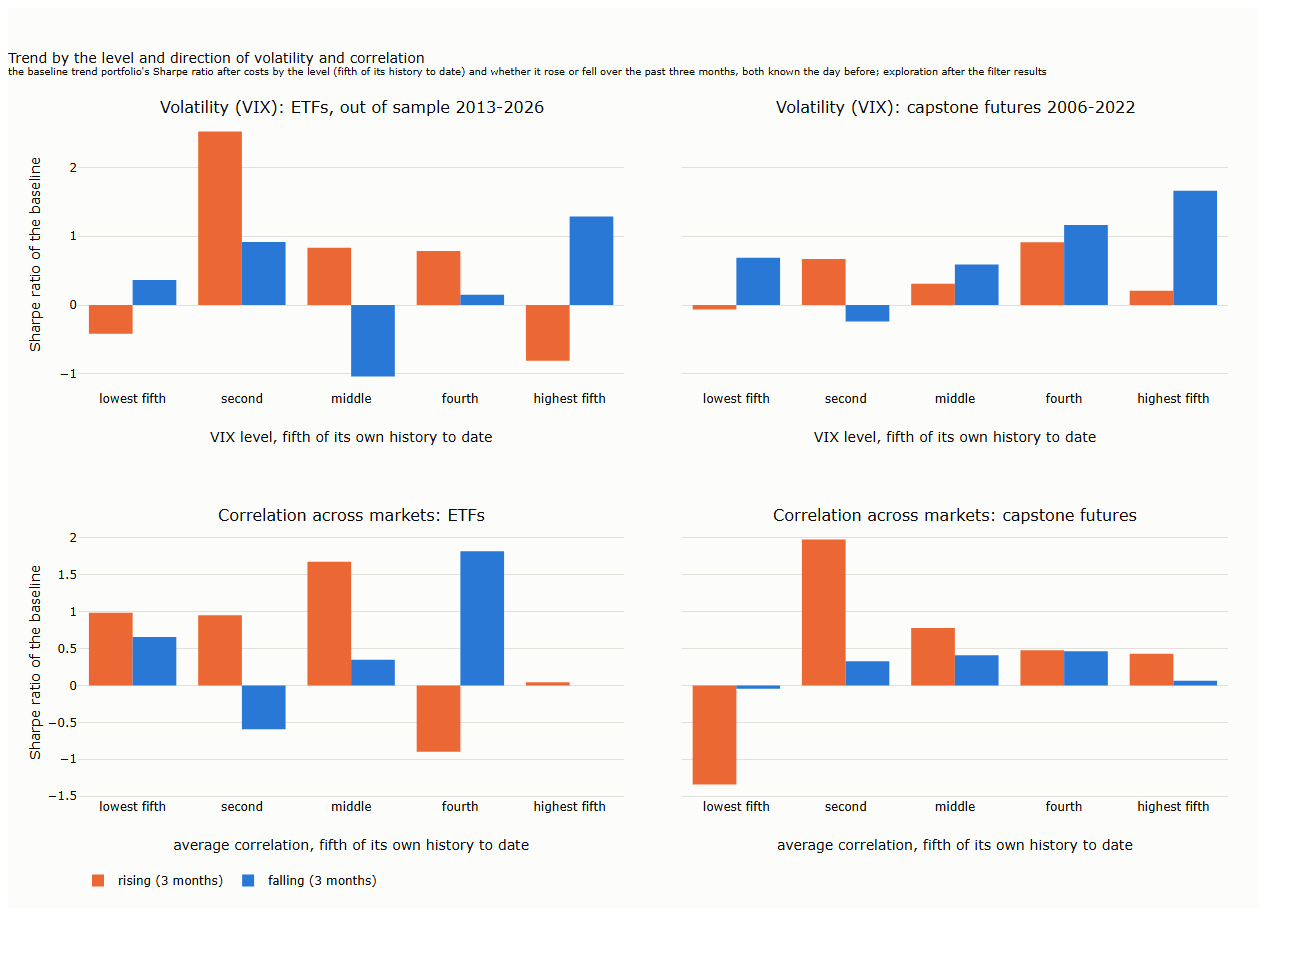 Trend by the level and direction of volatility and correlation
the baseline trend portfolio's Sharpe ratio after costs by the level (fifth of its history to date) and whether it rose or fell over the past three months, both known the day before; exploration after the filter results
Volatility (VIX): ETFs, out of sample 2013-2026
Volatility (VIX): capstone futures 2006-2022
Sharpe ratio of the baseline
2
1
0
−1
lowest fifth second middle fourth highest fifth
lowest fifth second middle fourth highest fifth
VIX level, fifth of its own history to date
VIX level, fifth of its own history to date
Correlation across markets: ETFs
Correlation across markets: capstone futures
Sharpe ratio of the baseline
2
1.5
1
0.5
0
−0.5
−1
−1.5
lowest fifth second middle fourth highest fifth
lowest fifth second middle fourth highest fifth
average correlation, fifth of its own history to date
average correlation, fifth of its own history to date
rising (3 months) falling (3 months)